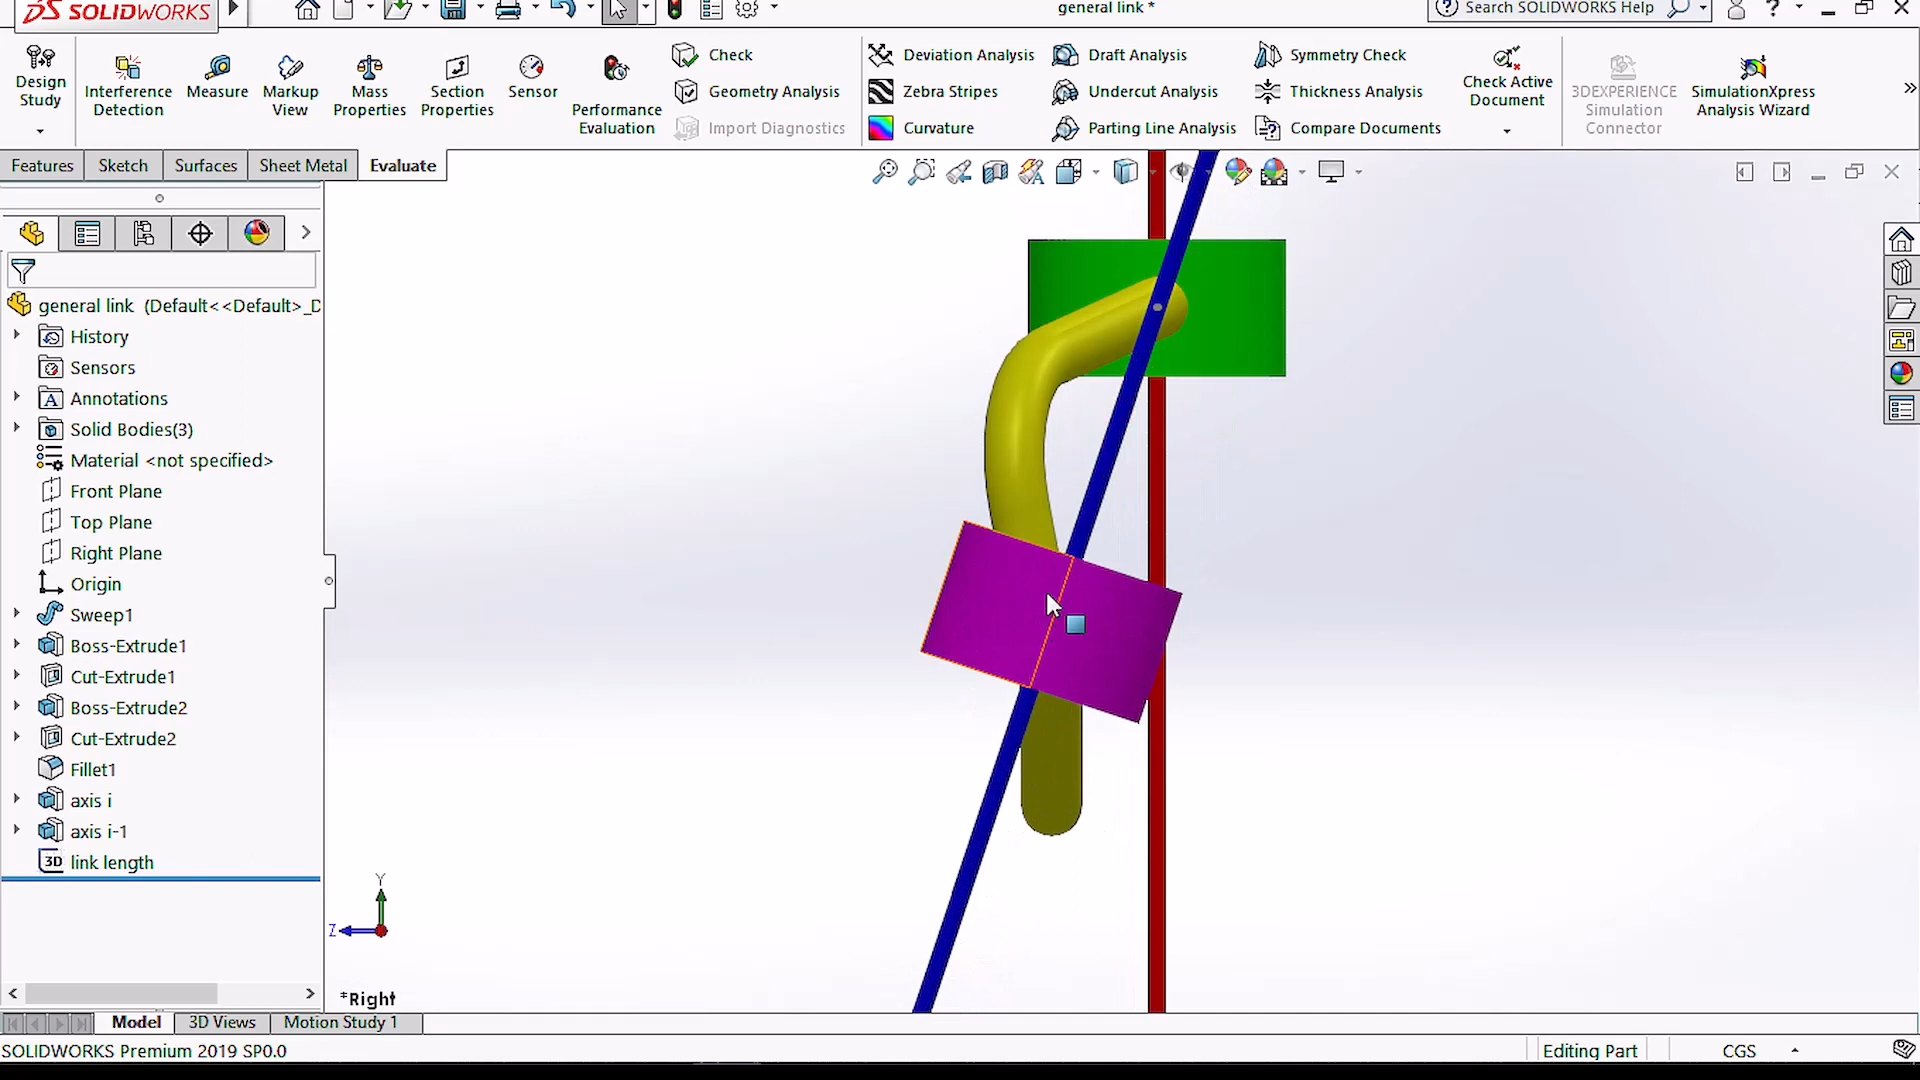 SOLIDWORKS
general link *
Search SOLIDWORKS Help
?
Design Study
Interference Detection
Measure
Markup View
Mass Properties
Section Properties
Sensor
Performance Evaluation
Check
Geometry Analysis
Import Diagnostics
Deviation Analysis
Zebra Stripes
Curvature
Draft Analysis
Undercut Analysis
Parting Line Analysis
Symmetry Check
Thickness Analysis
Compare Documents
Check Active Document
3DEXPERIENCE Simulation Connector
SimulationXpress Analysis Wizard
Features
Sketch
Surfaces
Sheet Metal
Evaluate
general link (Default<<Default>_D
History
Sensors
Annotations
Solid Bodies(3)
Material <not specified>
Front Plane
Top Plane
Right Plane
Origin
Sweep1
Boss-Extrude1
Cut-Extrude1
Boss-Extrude2
Cut-Extrude2
Fillet1
axis i
axis i-1
3D link length
Y
Z
*Right
Model
3D Views
Motion Study 1
SOLIDWORKS Premium 2019 SP0.0
Editing Part
CGS